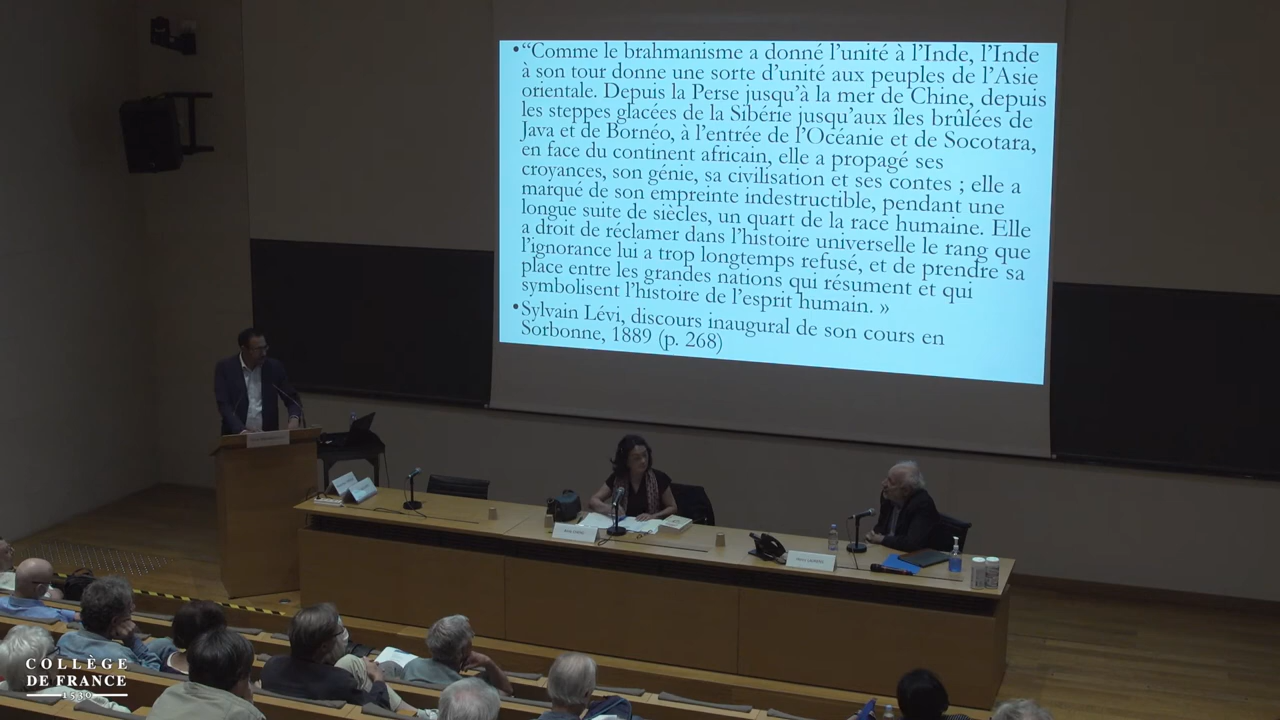 •“Comme le brahmanisme a donné l’unité à l’Inde, l’Inde
à son tour donne une sorte d’unité aux peuples de l’Asie
orientale. Depuis la Perse jusqu’à la mer de Chine, depuis
les steppes glacées de la Sibérie jusqu’aux îles brûlées de
Java et de Bornéo, à l’entrée de l’Océanie et de Socotara,
en face du continent africain, elle a propagé ses
croyances, son génie, sa civilisation et ses contes ; elle a
marqué de son empreinte indestructible, pendant une
longue suite de siècles, un quart de la race humaine. Elle
a droit de réclamer dans l’histoire universelle le rang que
l’ignorance lui a trop longtemps refusé, et de prendre sa
place entre les grandes nations qui résument et qui
symbolisent l’histoire de l’esprit humain. »
•Sylvain Lévi, discours inaugural de son cours en
Sorbonne, 1889 (p. 268)
COLLÈGE
DE FRANCE
1530